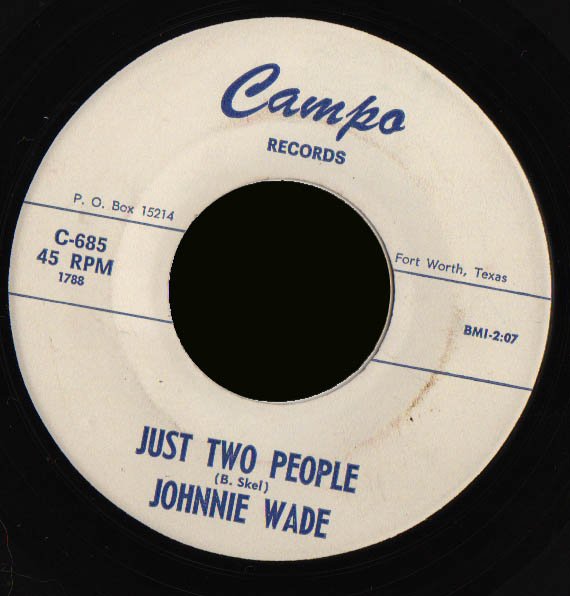 Campo
RECORDS
P. O. Box 15214
Fort Worth, Texas
C-685
45 RPM
1788
BMI-2:07
JUST TWO PEOPLE
(B. Skel)
JOHNNIE WADE